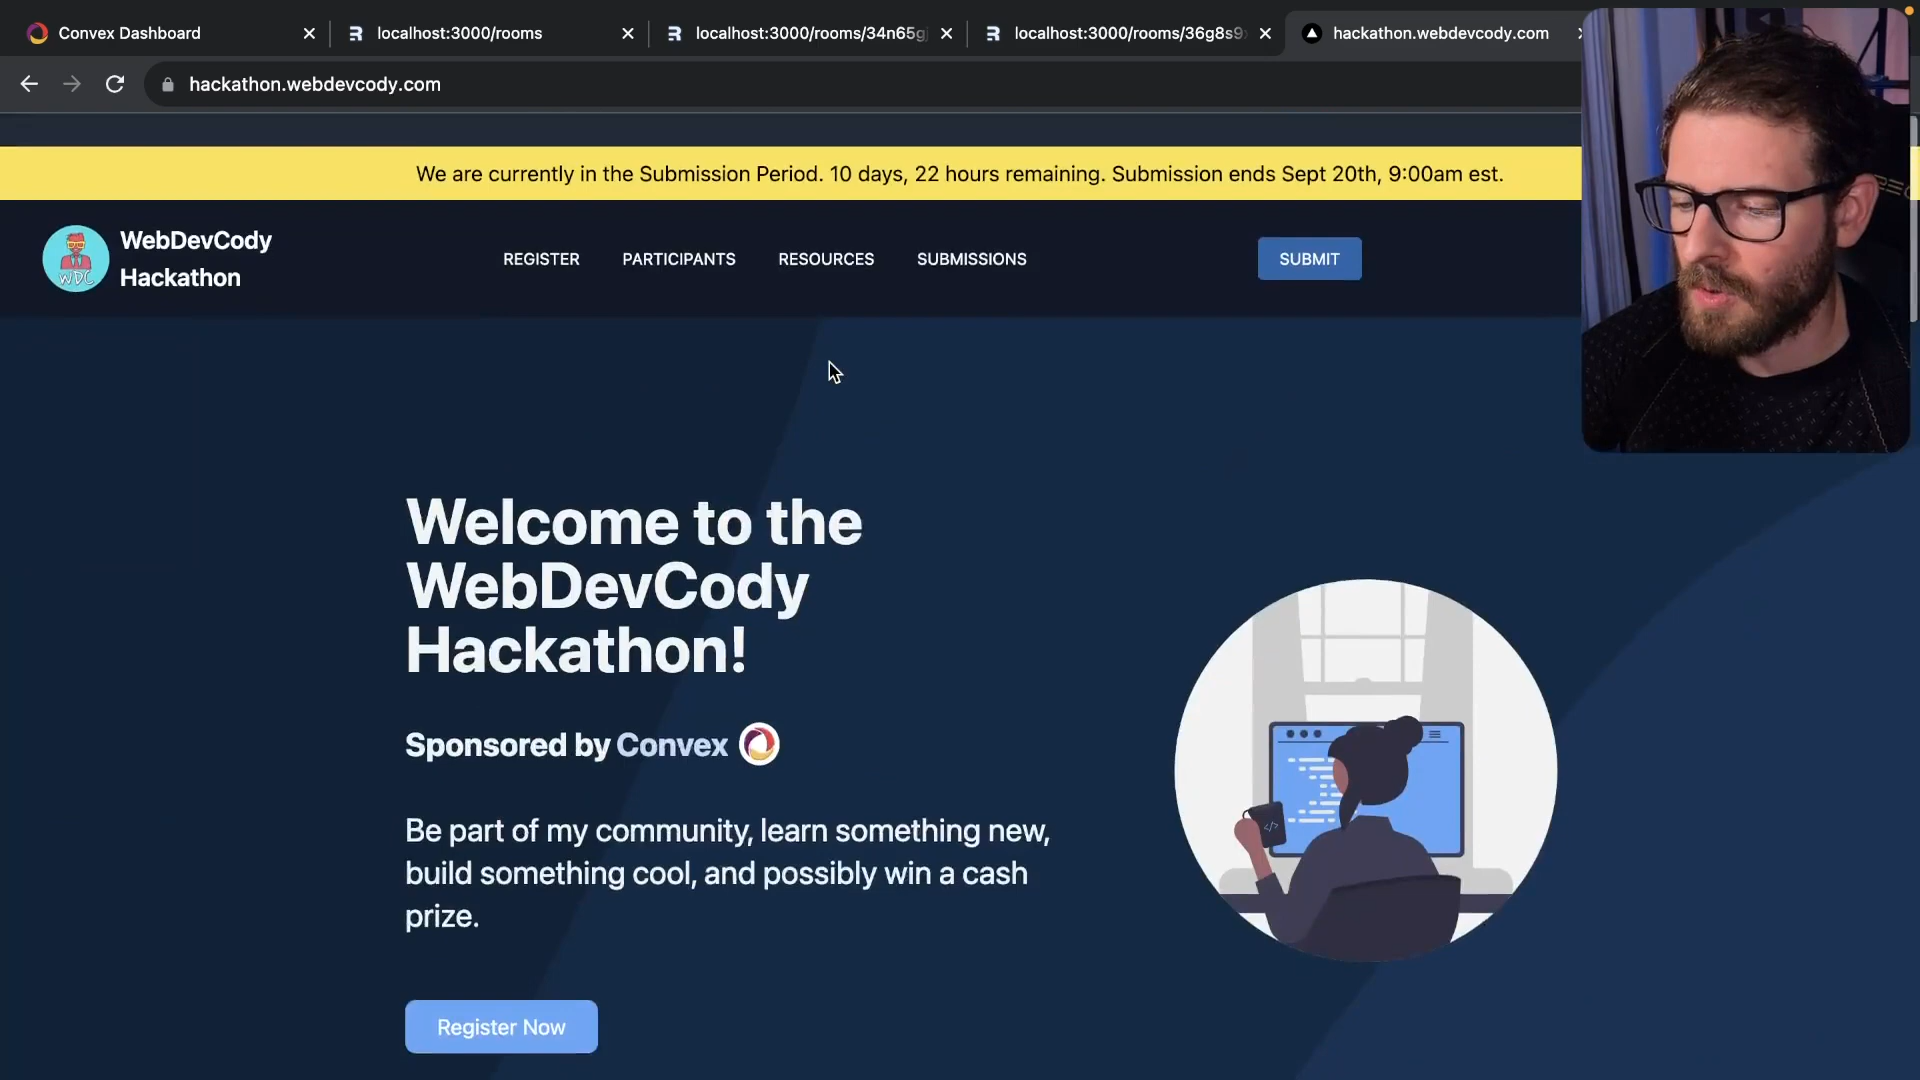 Convex Dashboard
localhost:3000/rooms
localhost:3000/rooms/34n65g
localhost:3000/rooms/36g8s9
hackathon.webdevcody.com
hackathon.webdevcody.com
We are currently in the Submission Period. 10 days, 22 hours remaining. Submission ends Sept 20th, 9:00am est.
WDC
WebDevCody
Hackathon
REGISTER
PARTICIPANTS
RESOURCES
SUBMISSIONS
SUBMIT
Welcome to the
WebDevCody
Hackathon!
Sponsored by Convex
Be part of my community, learn something new,
build something cool, and possibly win a cash
prize.
</>
Register Now